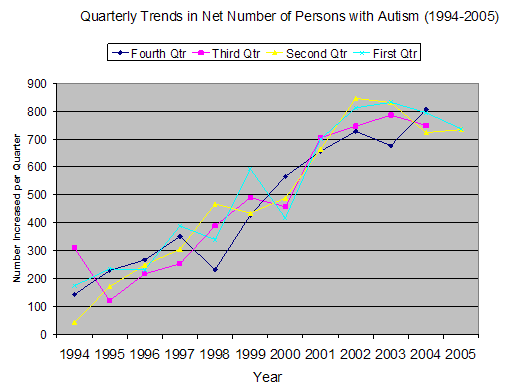 Quarterly Trends in Net Number of Persons with Autism (1994-2005)
Fourth Qtr Third Qtr Second Qtr First Qtr
900
800
700
600
500
400
300
200
100
0
Number Increased per Quarter
1994 1995 1996 1997 1998 1999 2000 2001 2002 2003 2004 2005
Year